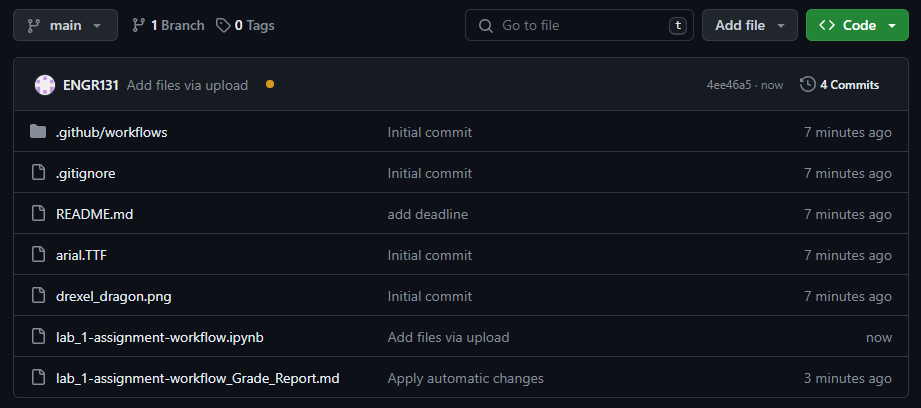 main 1 Branch 0 Tags Go to file t Add file Code
ENGR131 Add files via upload 4ee46a5 · now 4 Commits
.github/workflows Initial commit 7 minutes ago
.gitignore Initial commit 7 minutes ago
README.md add deadline 7 minutes ago
arial.TTF Initial commit 7 minutes ago
drexel_dragon.png Initial commit 7 minutes ago
lab_1-assignment-workflow.ipynb Add files via upload now
lab_1-assignment-workflow_Grade_Report.md Apply automatic changes 3 minutes ago